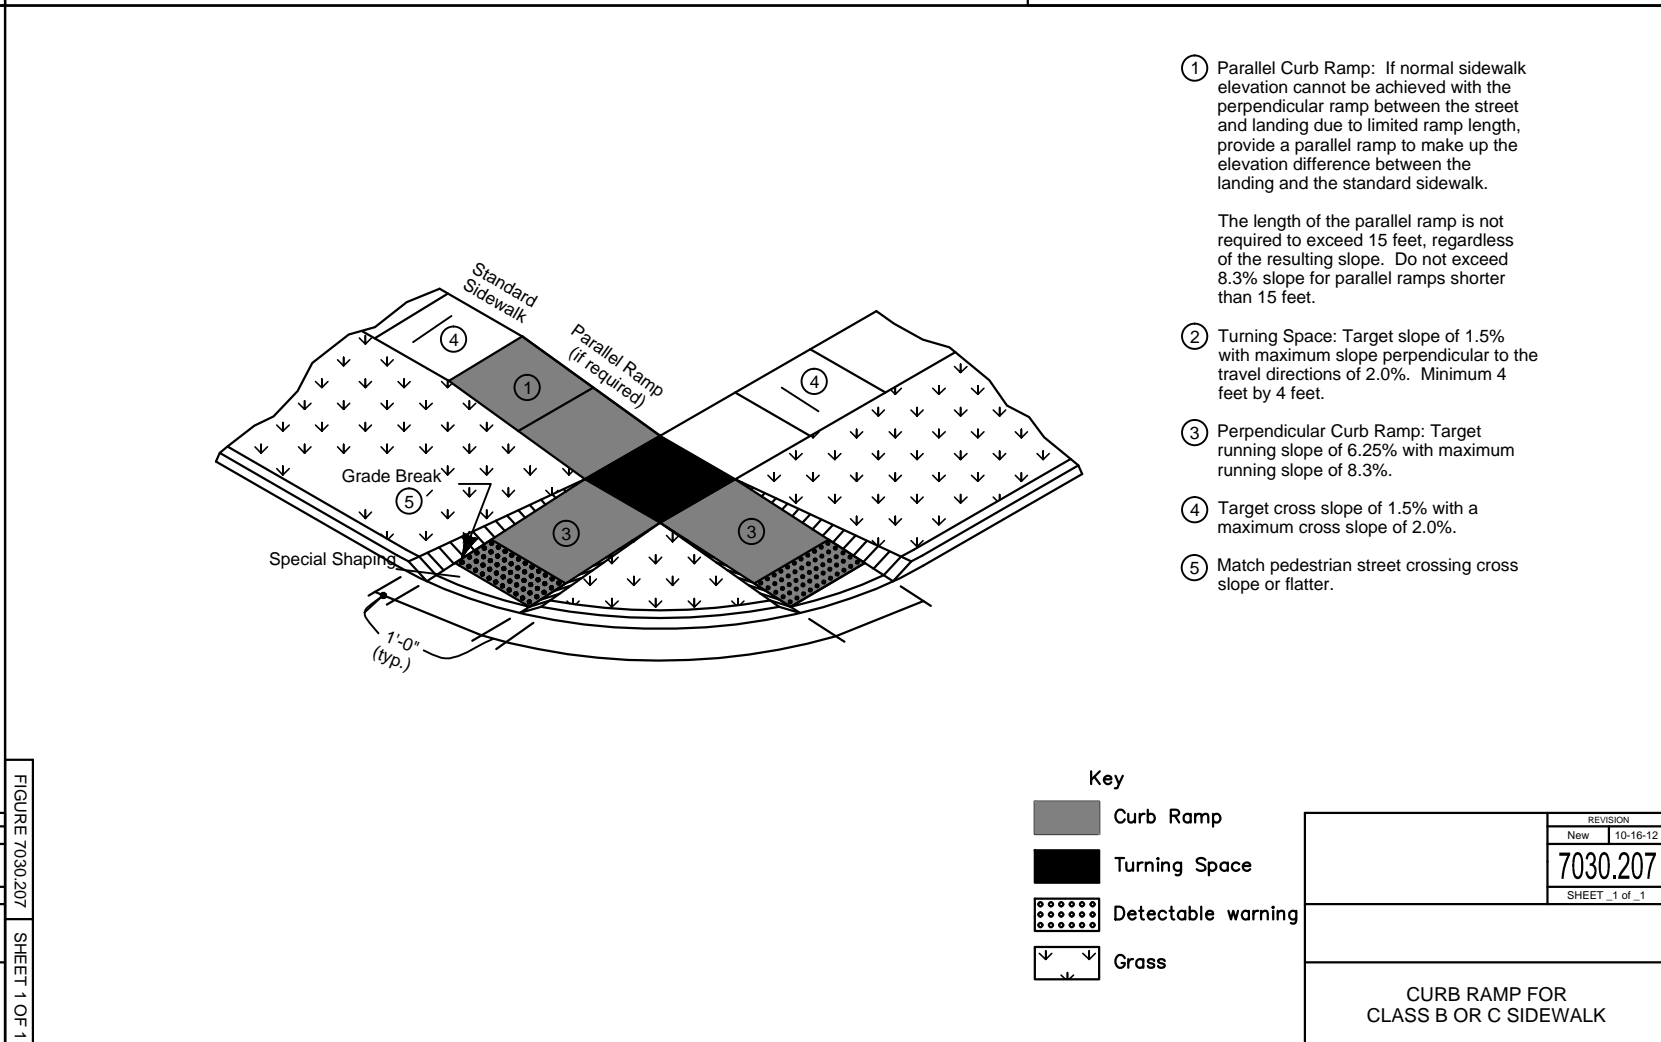 1 Parallel Curb Ramp: If normal sidewalk
elevation cannot be achieved with the
perpendicular ramp between the street
and landing due to limited ramp length,
provide a parallel ramp to make up the
elevation difference between the
landing and the standard sidewalk.
The length of the parallel ramp is not
required to exceed 15 feet, regardless
of the resulting slope. Do not exceed
8.3% slope for parallel ramps shorter
than 15 feet.
2 Turning Space: Target slope of 1.5%
with maximum slope perpendicular to the
travel directions of 2.0%. Minimum 4
feet by 4 feet.
3 Perpendicular Curb Ramp: Target
running slope of 6.25% with maximum
running slope of 8.3%.
4 Target cross slope of 1.5% with a
maximum cross slope of 2.0%.
5 Match pedestrian street crossing cross
slope or flatter.
Standard
Sidewalk
Parallel Ramp
(if required)
4
1
4
Grade Break
5
3
3
Special Shaping
1'-0"
(typ.)
Key
Curb Ramp
Turning Space
Detectable warning
Grass
FIGURE 7030.207
SHEET 1 OF 1
REVISION
New 10-16-12
7030.207
SHEET _1 of _1
CURB RAMP FOR
CLASS B OR C SIDEWALK